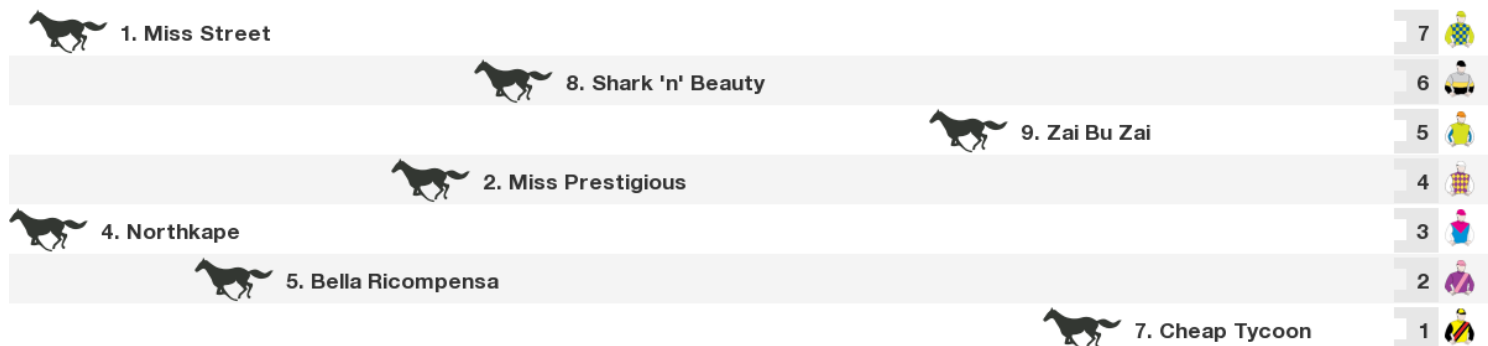 1. Miss Street 7
8. Shark 'n' Beauty 6
9. Zai Bu Zai 5
2. Miss Prestigious 4
4. Northkape 3
5. Bella Ricompensa 2
7. Cheap Tycoon 1